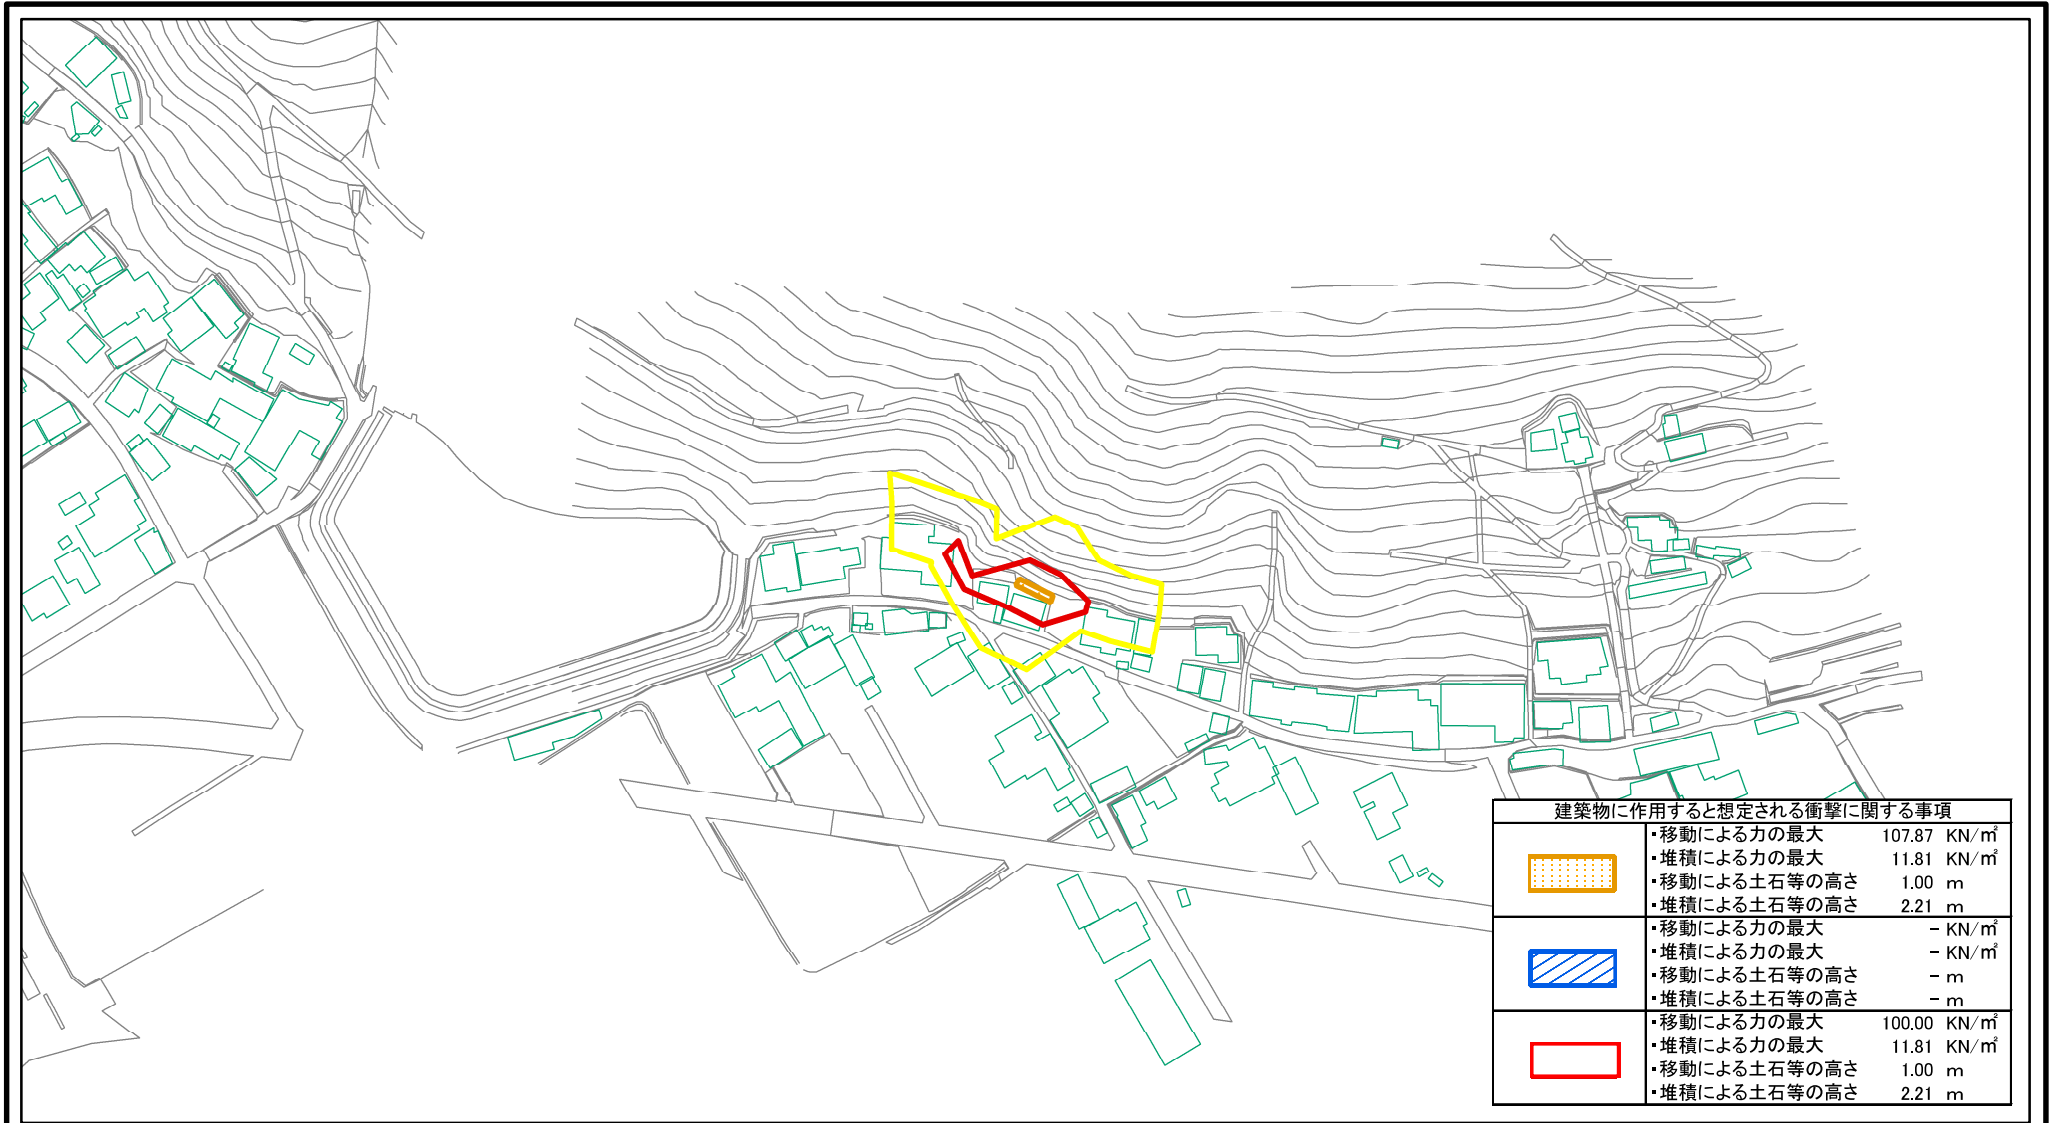 建築物に作用すると想定される衝撃に関する事項
・移動による力の最大 107.87 KN/㎡
・堆積による力の最大 11.81 KN/㎡
・移動による土石等の高さ 1.00 m
・堆積による土石等の高さ 2.21 m
・移動による力の最大 - KN/㎡
・堆積による力の最大 - KN/㎡
・移動による土石等の高さ - m
・堆積による土石等の高さ - m
・移動による力の最大 100.00 KN/㎡
・堆積による力の最大 11.81 KN/㎡
・移動による土石等の高さ 1.00 m
・堆積による土石等の高さ 2.21 m